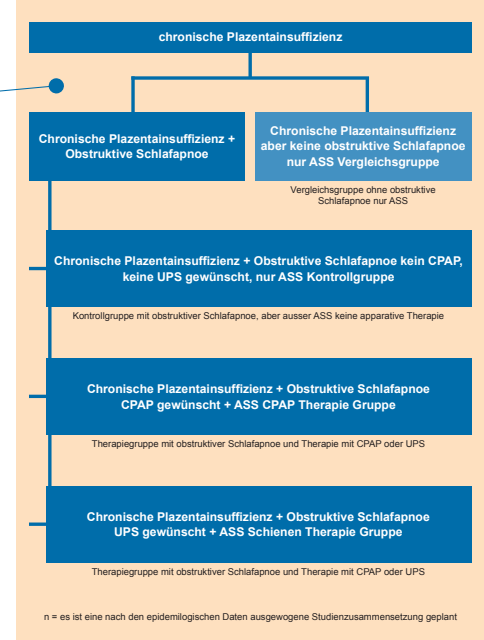 chronische Plazentainsuffizienz
Chronische Plazentainsuffizienz +
Obstruktive Schlafapnoe
Chronische Plazentainsuffizienz
aber keine obstruktive Schlafpnoe
nur ASS Vergleichsgruppe
Vergleichsgruppe ohne obstruktive
Schlafapnoe nur ASS
Chronische Plazentainsuffizienz + Obstruktive Schlafapnoe kein CPAP,
keine UPS gewünscht, nur ASS Kontrollgruppe
Kontrollgruppe mit obstruktiver Schlafapnoe, aber ausser ASS keine apparative Therapie
Chronische Plazentainsuffizienz + Obstruktive Schlafapnoe
CPAP gewünscht + ASS CPAP Therapie Gruppe
Therapiegruppe mit obstruktiver Schlafapnoe und Therapie mit CPAP oder UPS
Chronische Plazentainsuffizienz + Obstruktive Schlafapnoe
UPS gewünscht + ASS Schienen Therapie Gruppe
Therapiegruppe mit obstruktiver Schlafapnoe und Therapie mit CPAP oder UPS
n = es ist eine nach den epidemilogischen Daten ausgewogene Studienzusammensetzung geplant